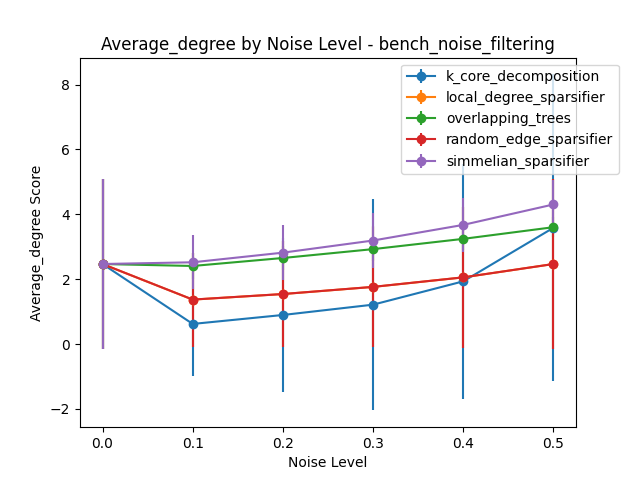 Average_degree by Noise Level - bench_noise_filtering
k_core_decomposition
local_degree_sparsifier
overlapping_trees
random_edge_sparsifier
simmelian_sparsifier
Average_degree Score
8
6
4
2
0
−2
0.0 0.1 0.2 0.3 0.4 0.5
Noise Level